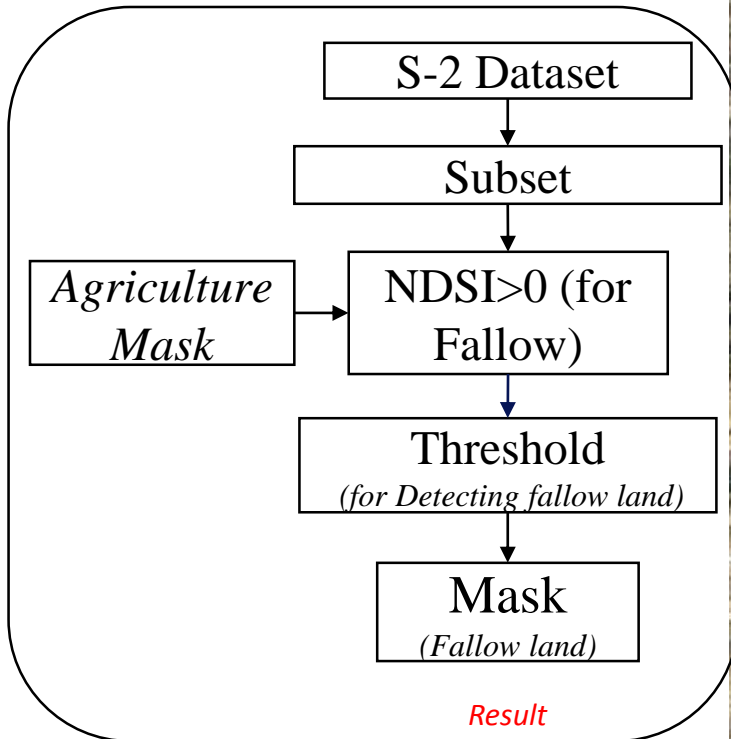 S-2 Dataset
Subset
Agriculture
Mask
NDSI>0 (for
Fallow)
Threshold
(for Detecting fallow land)
Mask
(Fallow land)
Result